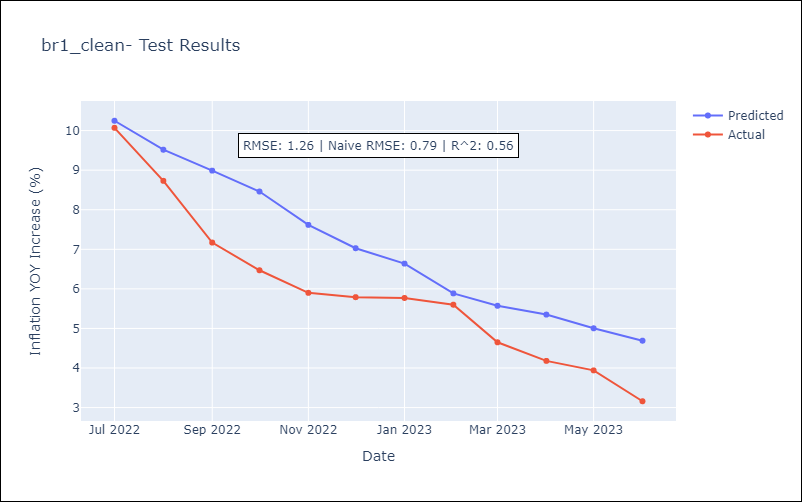 br1_clean- Test Results
Predicted
Actual
RMSE: 1.26 | Naive RMSE: 0.79 | R^2: 0.56
Inflation YOY Increase (%)
10
9
8
7
6
5
4
3
Jul 2022
Sep 2022
Nov 2022
Jan 2023
Mar 2023
May 2023
Date